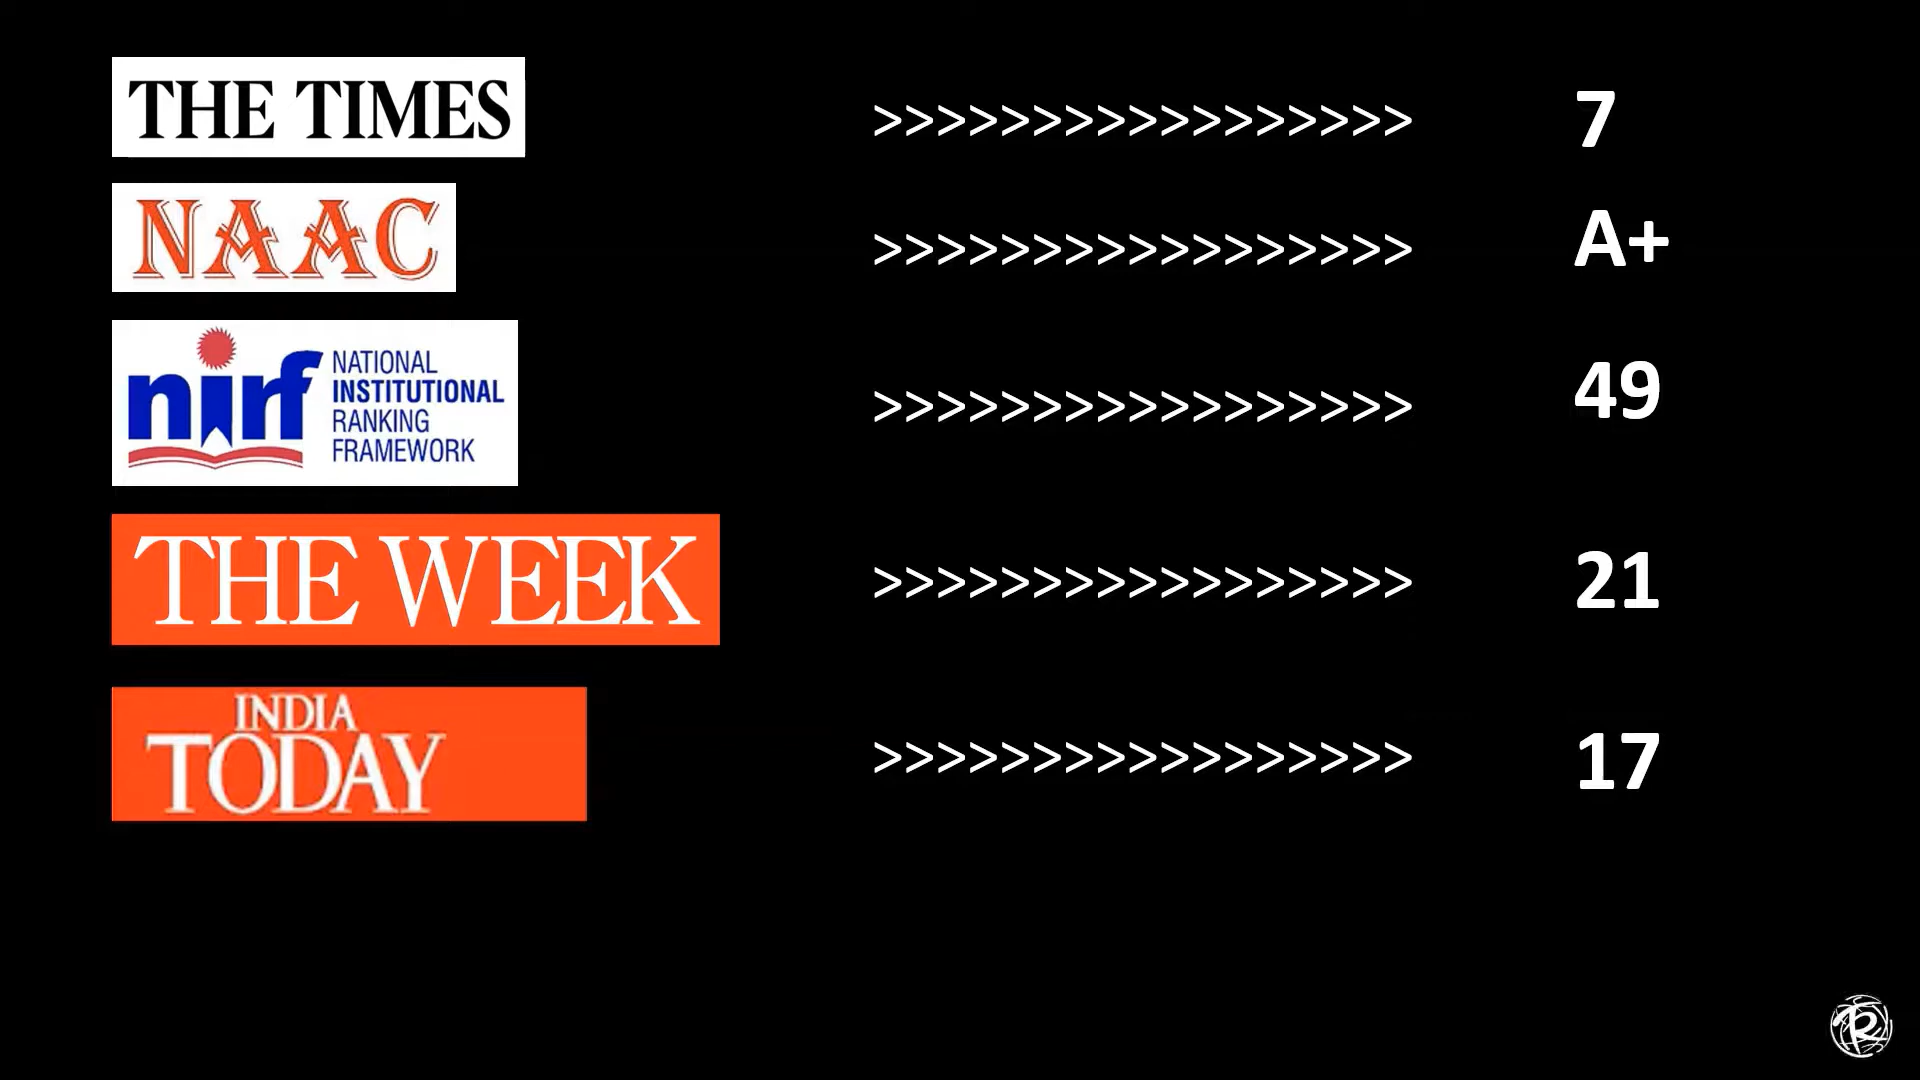 THE TIMES >>>>>>>>>>>>>>>>> 7
NAAC >>>>>>>>>>>>>>>>> A+
nirf NATIONAL
INSTITUTIONAL
RANKING
FRAMEWORK >>>>>>>>>>>>>>>>> 49
THE WEEK >>>>>>>>>>>>>>>>> 21
INDIA
TODAY >>>>>>>>>>>>>>>>> 17